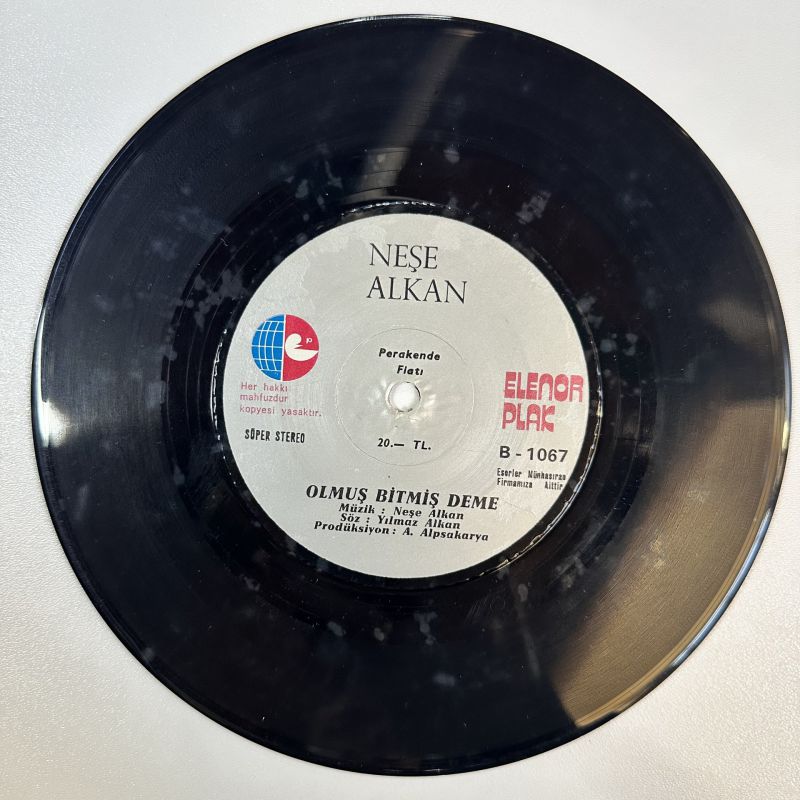 NEŞE
ALKAN
Perakende
Fiatı
Her hakkı
mahfuzdur
kopyesi yasaktır.
SÖPER STEREO
20.— TL.
ELENOR
PLAK
B - 1067
Eserler Münhasıran
Firmamıza Aittir
OLMUŞ BİTMİŞ DEME
Müzik : Neşe Alkan
Söz : Yılmaz Alkan
Prodüksiyon : A. Alpsakarya